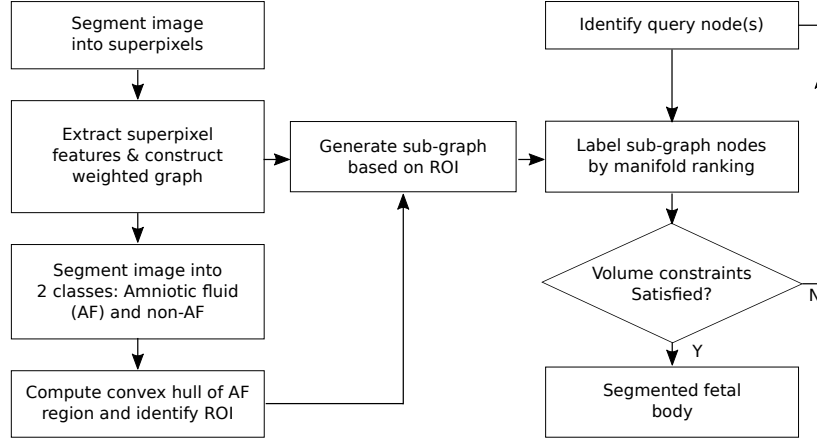 Segment image
into superpixels
Extract superpixel
features & construct
weighted graph
Segment image into
2 classes: Amniotic fluid
(AF) and non-AF
Compute convex hull of AF
region and identify ROI
Generate sub-graph
based on ROI
Identify query node(s)
Label sub-graph nodes
by manifold ranking
Volume constraints
Satisfied?
N
Y
Segmented fetal
body